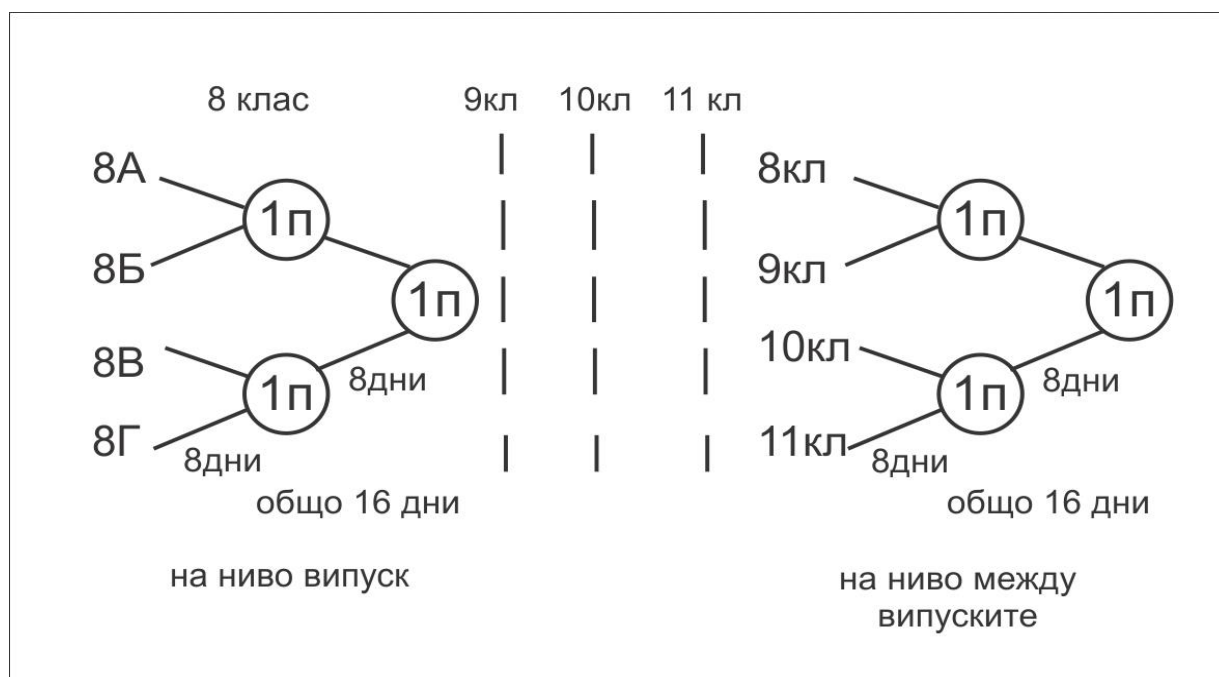 8 клас
9кл
10кл
11 кл
8А
1п
8Б
1п
8В
1п
8дни
8Г
8дни
общо 16 дни
на ниво випуск
8кл
1п
9кл
1п
10кл
1п
8дни
11кл
8дни
общо 16 дни
на ниво между
випуските